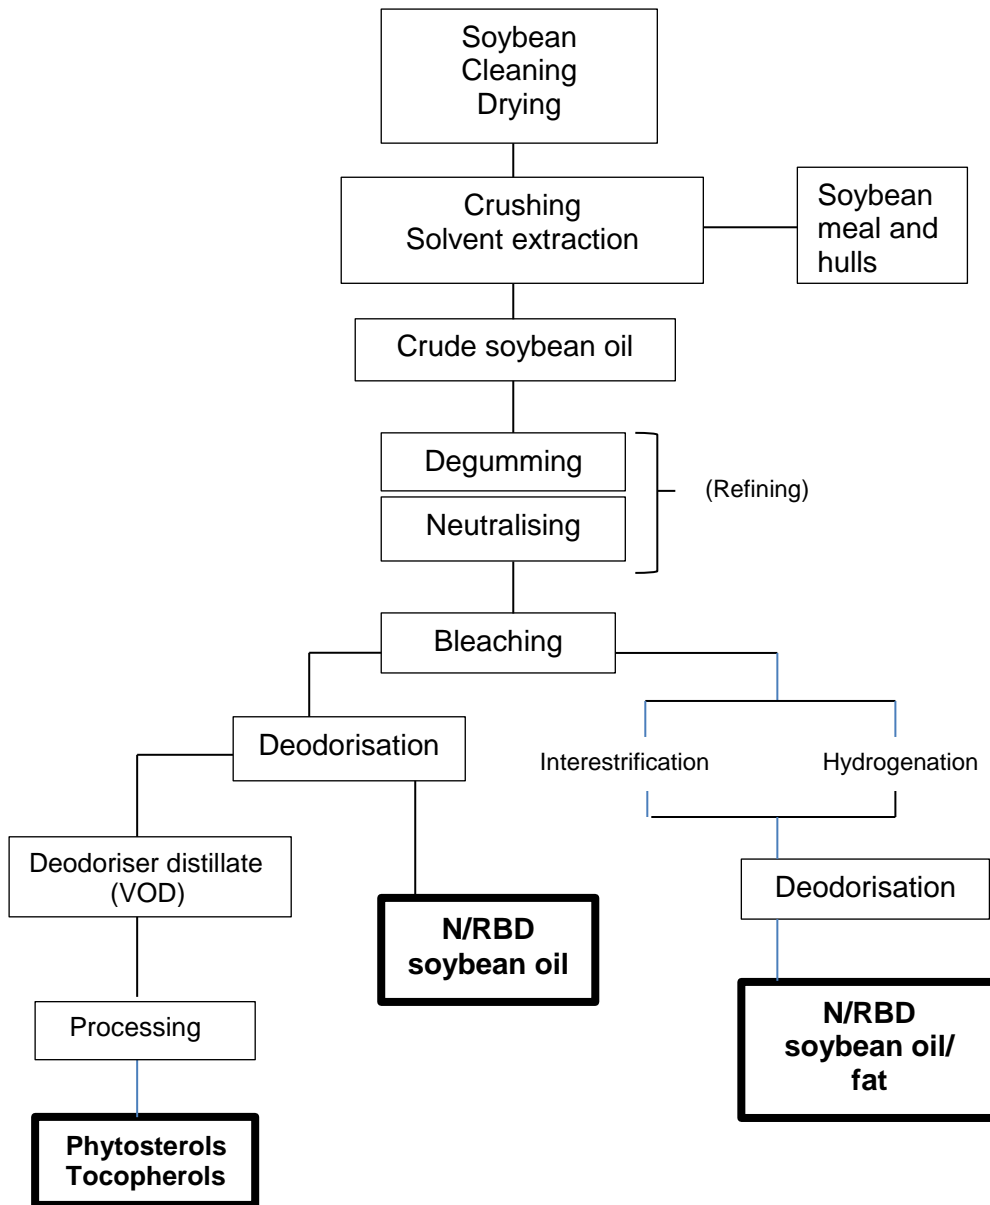 Soybean
Cleaning
Drying
Crushing
Solvent extraction
Soybean
meal and
hulls
Crude soybean oil
Degumming
Neutralising
(Refining)
Bleaching
Deodorisation
Interestrification
Hydrogenation
Deodoriser distillate
(VOD)
Deodorisation
N/RBD
soybean oil
Processing
N/RBD
soybean oil/
fat
Phytosterols
Tocopherols